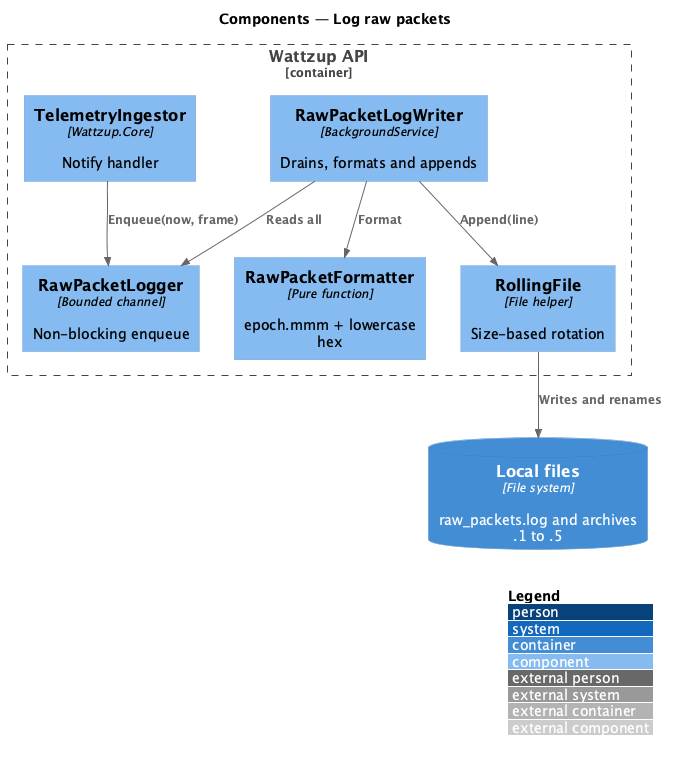 Components — Log raw packets
Wattzup API
[container]
TelemetryIngestor
[Wattzup.Core]
Notify handler
RawPacketLogWriter
[BackgroundService]
Drains, formats and appends
Enqueue(now, frame)
Reads all
Format
Append(line)
RawPacketLogger
[Bounded channel]
Non-blocking enqueue
RawPacketFormatter
[Pure function]
epoch.mmm + lowercase
hex
RollingFile
[File helper]
Size-based rotation
Writes and renames
Local files
[File system]
raw_packets.log and archives
.1 to .5
Legend
person
system
container
component
external person
external system
external container
external component